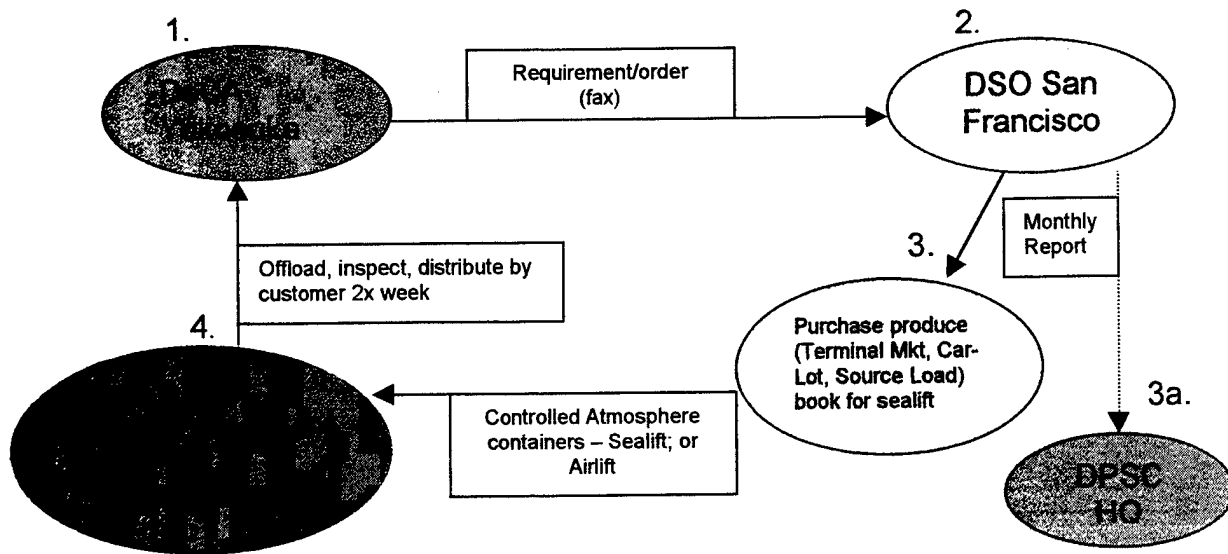 1.
DeCA
Yokosuka
Requirement/order
(fax)
2.
DSO San
Francisco
Monthly
Report
3.
Offload, inspect, distribute by
customer 2x week
4.
Purchase produce
(Terminal Mkt, Car-
Lot, Source Load)
book for sealift
3a.
Controlled Atmosphere
containers – Sealift; or
Airlift
DPSC
HQ